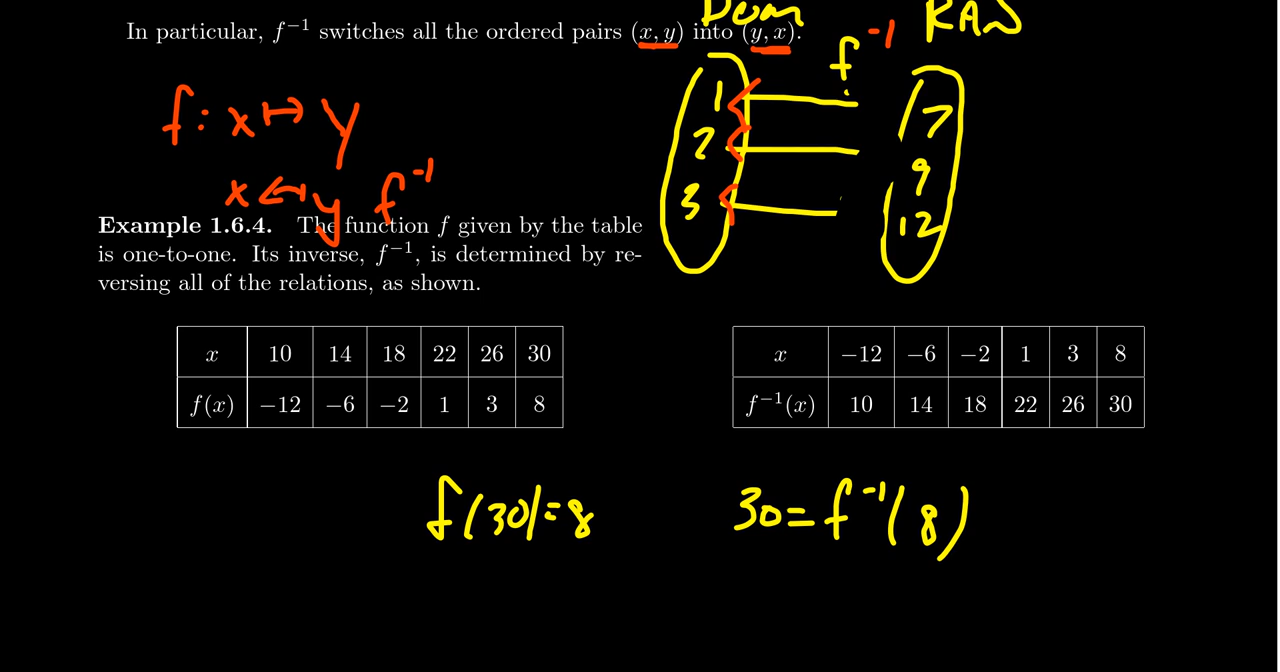 In particular, f⁻¹ switches all the ordered pairs (x, y) into (y, x).
Dom
RAN
f⁻¹
1
2
3
7
9
12
f: x ↦ y
x ↤ y f⁻¹
Example 1.6.4. The function f given by the table
is one-to-one. Its inverse, f⁻¹, is determined by re-
versing all of the relations, as shown.
x 10 14 18 22 26 30
f(x) −12 −6 −2 1 3 8
x −12 −6 −2 1 3 8
f⁻¹(x) 10 14 18 22 26 30
f(30)=8
30=f⁻¹(8)